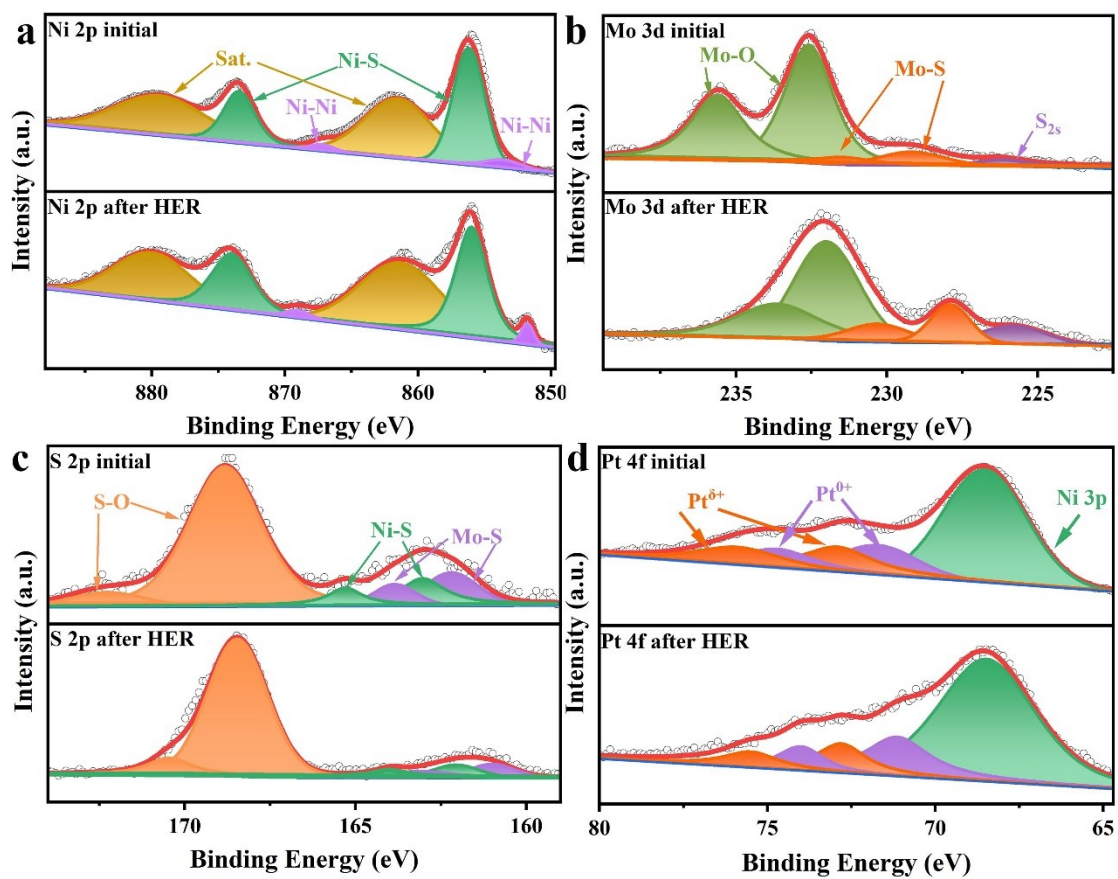 a
Ni 2p initial
Sat.
Ni-S
Ni-Ni
Ni-Ni
Ni 2p after HER
Intensity (a.u.)
880
870
860
850
Binding Energy (eV)
b
Mo 3d initial
Mo-O
Mo-S
S2s
Mo 3d after HER
Intensity (a.u.)
235
230
225
Binding Energy (eV)
c
S 2p initial
S-O
Ni-S
Mo-S
S 2p after HER
Intensity (a.u.)
170
165
160
Binding Energy (eV)
d
Pt 4f initial
Ptδ+
Pt0+
Ni 3p
Pt 4f after HER
Intensity (a.u.)
80
75
70
65
Binding Energy (eV)